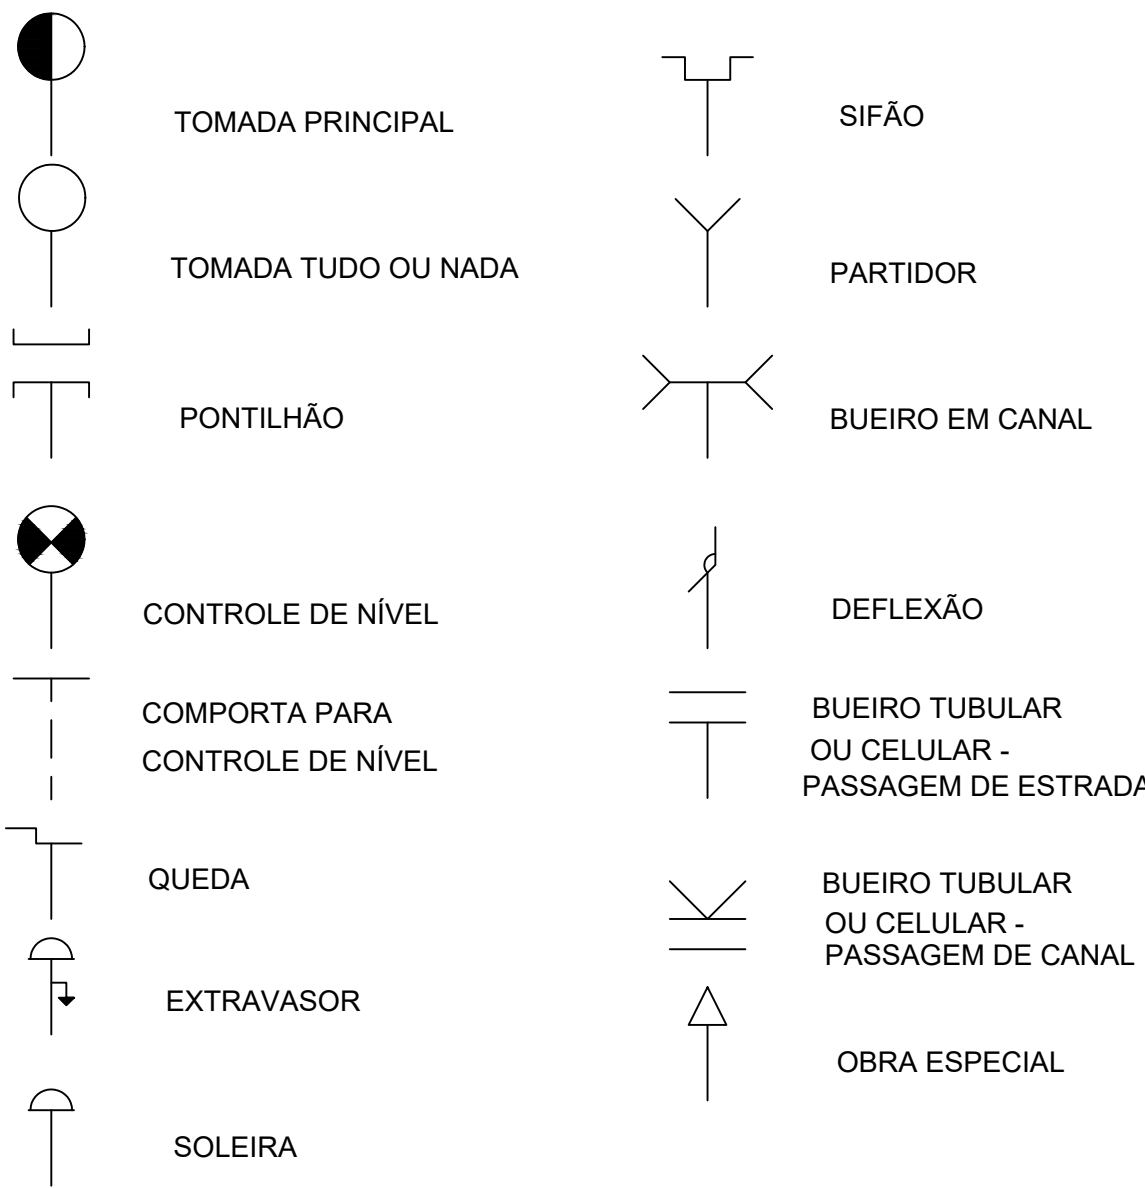 TOMADA PRINCIPAL
TOMADA TUDO OU NADA
PONTILHÃO
CONTROLE DE NÍVEL
COMPORTA PARA
CONTROLE DE NÍVEL
QUEDA
EXTRAVASOR
SOLEIRA
SIFÃO
PARTIDOR
BUEIRO EM CANAL
DEFLEXÃO
BUEIRO TUBULAR
OU CELULAR -
PASSAGEM DE ESTRADA
BUEIRO TUBULAR
OU CELULAR -
PASSAGEM DE CANAL
OBRA ESPECIAL